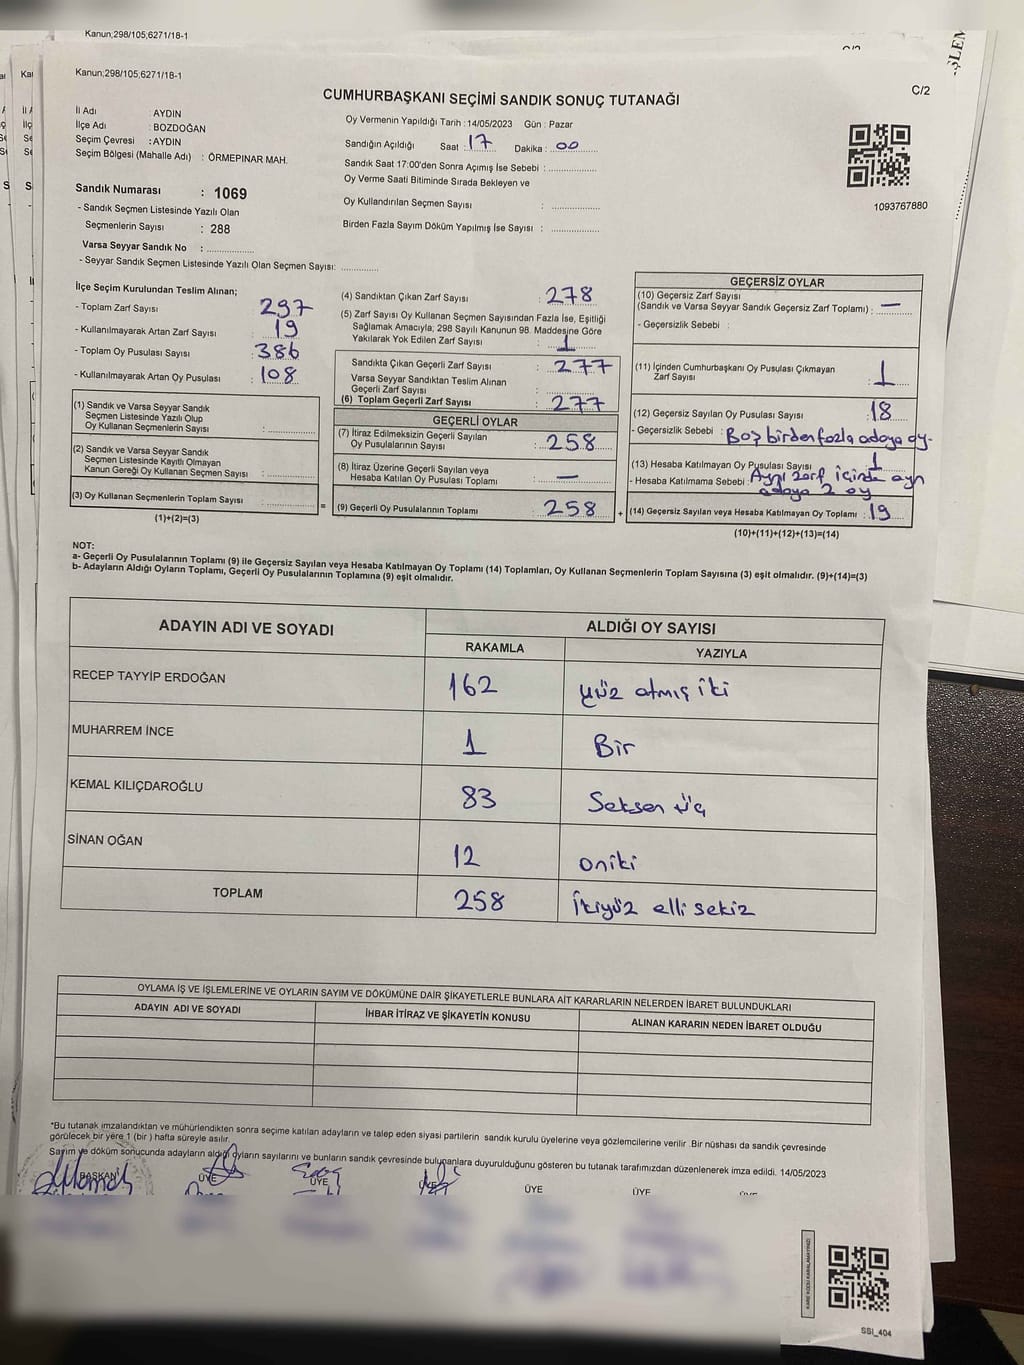 Kanun;298/105;6271/18-1
Kanun;298/105;6271/18-1
C/2
CUMHURBAŞKANI SEÇİMİ SANDIK SONUÇ TUTANAĞI
İl Adı : AYDIN
İlçe Adı : BOZDOĞAN
Seçim Çevresi : AYDIN
Seçim Bölgesi (Mahalle Adı) : ÖRMEPINAR MAH.
Oy Vermenin Yapıldığı Tarih : 14/05/2023 Gün : Pazar
Sandığın Açıldığı Saat : 17 Dakika : 00
Sandık Saat 17:00'den Sonra Açımış İse Sebebi :
Oy Verme Saati Bitiminde Sırada Bekleyen ve
Oy Kullandırılan Seçmen Sayısı :
Birden Fazla Sayım Döküm Yapılmış İse Sayısı :
1093767880
Sandık Numarası : 1069
- Sandık Seçmen Listesinde Yazılı Olan
Seçmenlerin Sayısı : 288
Varsa Seyyar Sandık No :
- Seyyar Sandık Seçmen Listesinde Yazılı Olan Seçmen Sayısı:
İlçe Seçim Kurulundan Teslim Alınan;
- Toplam Zarf Sayısı 297
- Kullanılmayarak Artan Zarf Sayısı : 19
- Toplam Oy Pusulası Sayısı : 386
- Kullanılmayarak Artan Oy Pusulası : 108
(1) Sandık ve Varsa Seyyar Sandık
Seçmen Listesinde Yazılı Olup
Oy Kullanan Seçmenlerin Sayısı :
(2) Sandık ve Varsa Seyyar Sandık
Seçmen Listesinde Kayıtlı Olmayan
Kanun Gereği Oy Kullanan Seçmen Sayısı :
(3) Oy Kullanan Seçmenlerin Toplam Sayısı :
(1)+(2)=(3)
(4) Sandıktan Çıkan Zarf Sayısı : 278
(5) Zarf Sayısı Oy Kullanan Seçmen Sayısından Fazla İse, Eşitliği
Sağlamak Amacıyla, 298 Sayılı Kanunun 98. Maddesine Göre
Yakılarak Yok Edilen Zarf Sayısı : 1
Sandıkta Çıkan Geçerli Zarf Sayısı : 277
Varsa Seyyar Sandıktan Teslim Alınan
Geçerli Zarf Sayısı :
(6) Toplam Geçerli Zarf Sayısı : 277
GEÇERLİ OYLAR
(7) İtiraz Edilmeksizin Geçerli Sayılan
Oy Pusulalarının Sayısı : 258
(8) İtiraz Üzerine Geçerli Sayılan veya
Hesaba Katılan Oy Pusulası Toplamı : —
(9) Geçerli Oy Pusulalarının Toplamı : 258
GEÇERSİZ OYLAR
(10) Geçersiz Zarf Sayısı
(Sandık ve Varsa Seyyar Sandık Geçersiz Zarf Toplamı) : —
- Geçersizlik Sebebi :
(11) İçinden Cumhurbaşkanı Oy Pusulası Çıkmayan
Zarf Sayısı : 1
(12) Geçersiz Sayılan Oy Pusulası Sayısı : 18
- Geçersizlik Sebebi : Boş birden fazla adaya oy-
(13) Hesaba Katılmayan Oy Pusulası Sayısı : 1
- Hesaba Katılmama Sebebi : Aynı zarf içinde ayrı
adaya 2 oy
(14) Geçersiz Sayılan veya Hesaba Katılmayan Oy Toplamı : 19
(10)+(11)+(12)+(13)=(14)
NOT:
a- Geçerli Oy Pusulalarının Toplamı (9) ile Geçersiz Sayılan veya Hesaba Katılmayan Oy Toplamı (14) Toplamları, Oy Kullanan Seçmenlerin Toplam Sayısına (3) eşit olmalıdır. (9)+(14)=(3)
b- Adayların Aldığı Oyların Toplamı, Geçerli Oy Pusulalarının Toplamına (9) eşit olmalıdır.
ADAYIN ADI VE SOYADI ALDIĞI OY SAYISI
RAKAMLA YAZIYLA
RECEP TAYYİP ERDOĞAN 162 yüz atmış iki
MUHARREM İNCE 1 Bir
KEMAL KILIÇDAROĞLU 83 Seksen üç
SİNAN OĞAN 12 oniki
TOPLAM 258 İkiyüz elli sekiz
OYLAMA İŞ VE İŞLEMLERİNE VE OYLARIN SAYIM VE DÖKÜMÜNE DAİR ŞİKAYETLERLE BUNLARA AİT KARARLARIN NELERDEN İBARET BULUNDUKLARI
ADAYIN ADI VE SOYADI İHBAR İTİRAZ VE ŞİKAYETİN KONUSU ALINAN KARARIN NEDEN İBARET OLDUĞU
*Bu tutanak imzalandıktan ve mühürlendikten sonra seçime katılan adayların ve talep eden siyasi partilerin sandık kurulu üyelerine veya gözlemcilerine verilir .Bir nüshası da sandık çevresinde
görülecek bir yere 1 (bir ) hafta süreyle asılır.
Sayım ve döküm sonucunda adayların aldığı oyların sayılarını ve bunların sandık çevresinde bulunanlara duyurulduğunu gösteren bu tutanak tarafımızdan düzenlenerek imza edildi. 14/05/2023
BAŞKAN ÜYE ÜYE ÜYE ÜYE ÜYE
KARE KODU KARALAMAYINIZ!
SSI_404